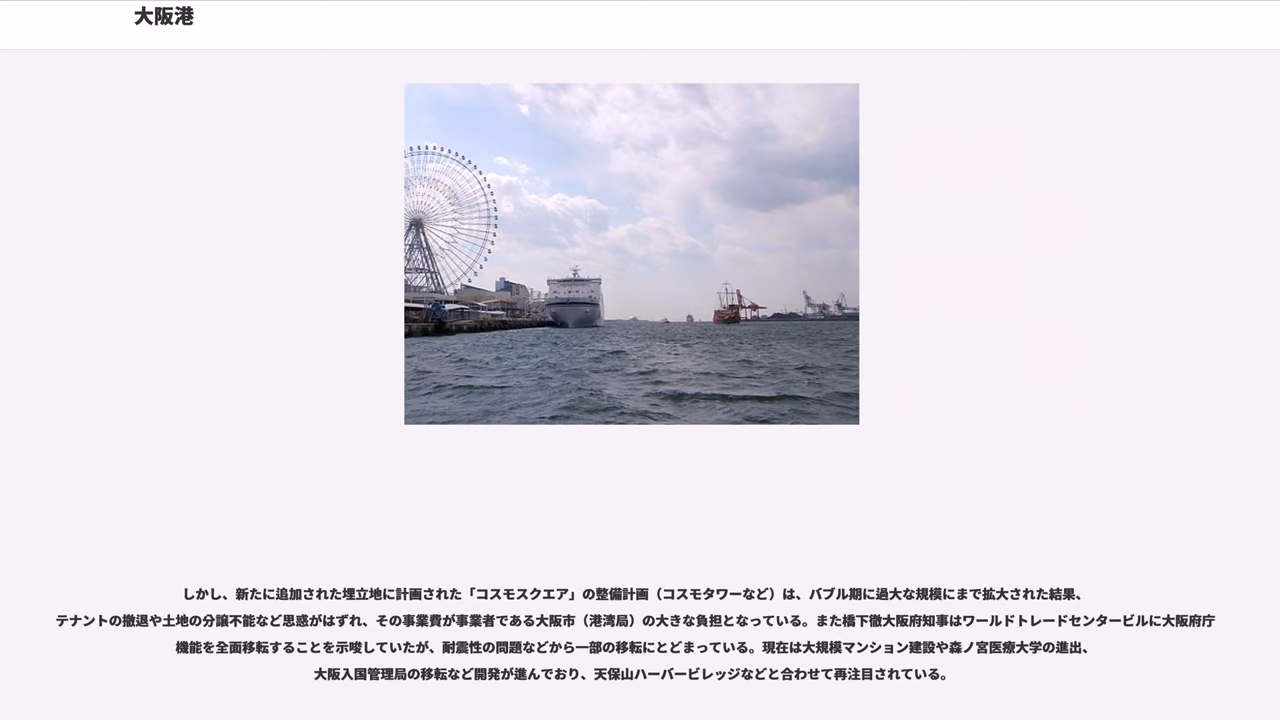 大阪港
しかし、新たに追加された埋立地に計画された「コスモスクエア」の整備計画（コスモタワーなど）は、バブル期に過大な規模にまで拡大された結果、
テナントの撤退や土地の分譲不能など思惑がはずれ、その事業費が事業者である大阪市（港湾局）の大きな負担となっている。また橋下徹大阪府知事はワールドトレードセンタービルに大阪府庁
機能を全面移転することを示唆していたが、耐震性の問題などから一部の移転にとどまっている。現在は大規模マンション建設や森ノ宮医療大学の進出、
大阪入国管理局の移転など開発が進んでおり、天保山ハーバービレッジなどと合わせて再注目されている。